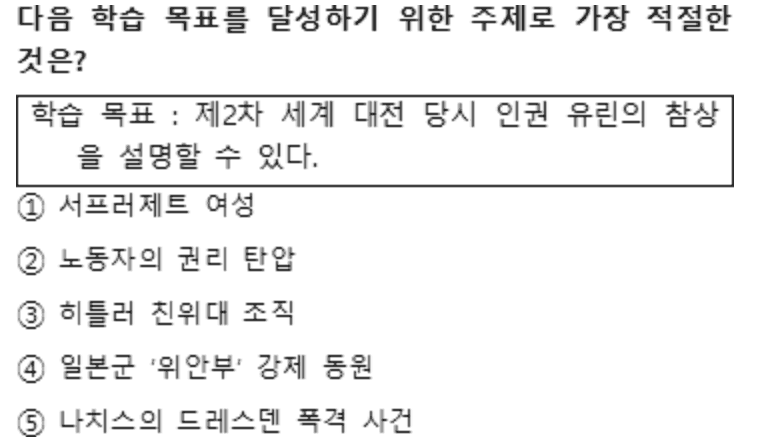 다음 학습 목표를 달성하기 위한 주제로 가장 적절한
것은?
학습 목표 : 제2차 세계 대전 당시 인권 유린의 참상
을 설명할 수 있다.
① 서프러제트 여성
② 노동자의 권리 탄압
③ 히틀러 친위대 조직
④ 일본군 '위안부' 강제 동원
⑤ 나치스의 드레스덴 폭격 사건